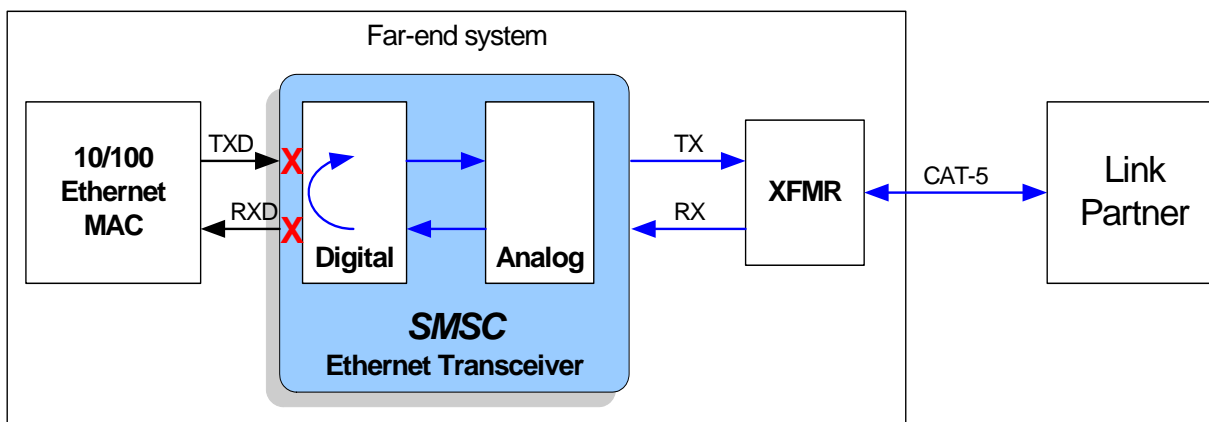 Far-end system
10/100
Ethernet
MAC
TXD
RXD
X
X
Digital
Analog
SMSC
Ethernet Transceiver
TX
RX
XFMR
CAT-5
Link
Partner